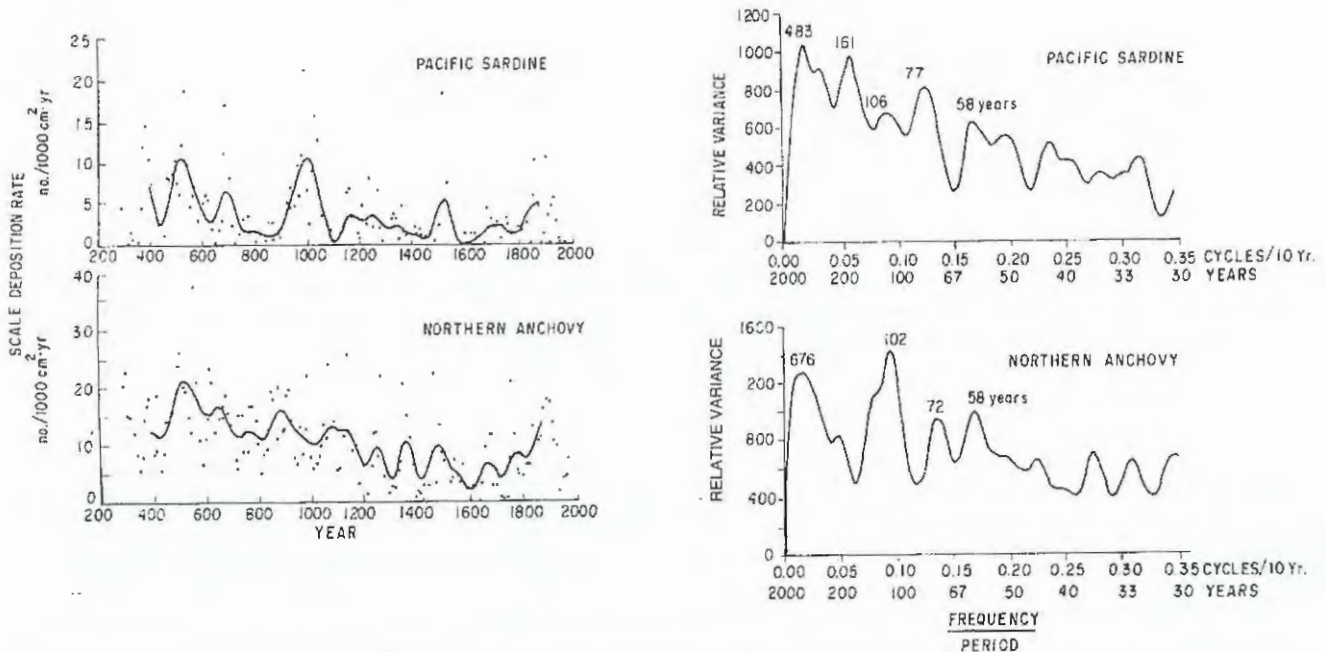 SCALE DEPOSITION RATE
no./1000 cm²·yr
25
20
15
10
5
0
PACIFIC SARDINE
200 400 600 800 1000 1200 1400 1600 1800 2000
no./1000 cm²·yr
40
30
20
10
0
NORTHERN ANCHOVY
200 400 600 800 1000 1200 1400 1600 1800 2000
YEAR
RELATIVE VARIANCE
1200
1000
800
600
400
200
0
483
161
106
77
58 years
PACIFIC SARDINE
0.00 0.05 0.10 0.15 0.20 0.25 0.30 0.35 CYCLES/10 Yr.
2000 200 100 67 50 40 33 30 YEARS
RELATIVE VARIANCE
1600
200
800
400
0
676
102
72
58 years
NORTHERN ANCHOVY
0.00 0.05 0.10 0.15 0.20 0.25 0.30 0.35 CYCLES/10 Yr.
2000 200 100 67 50 40 33 30 YEARS
FREQUENCY
PERIOD